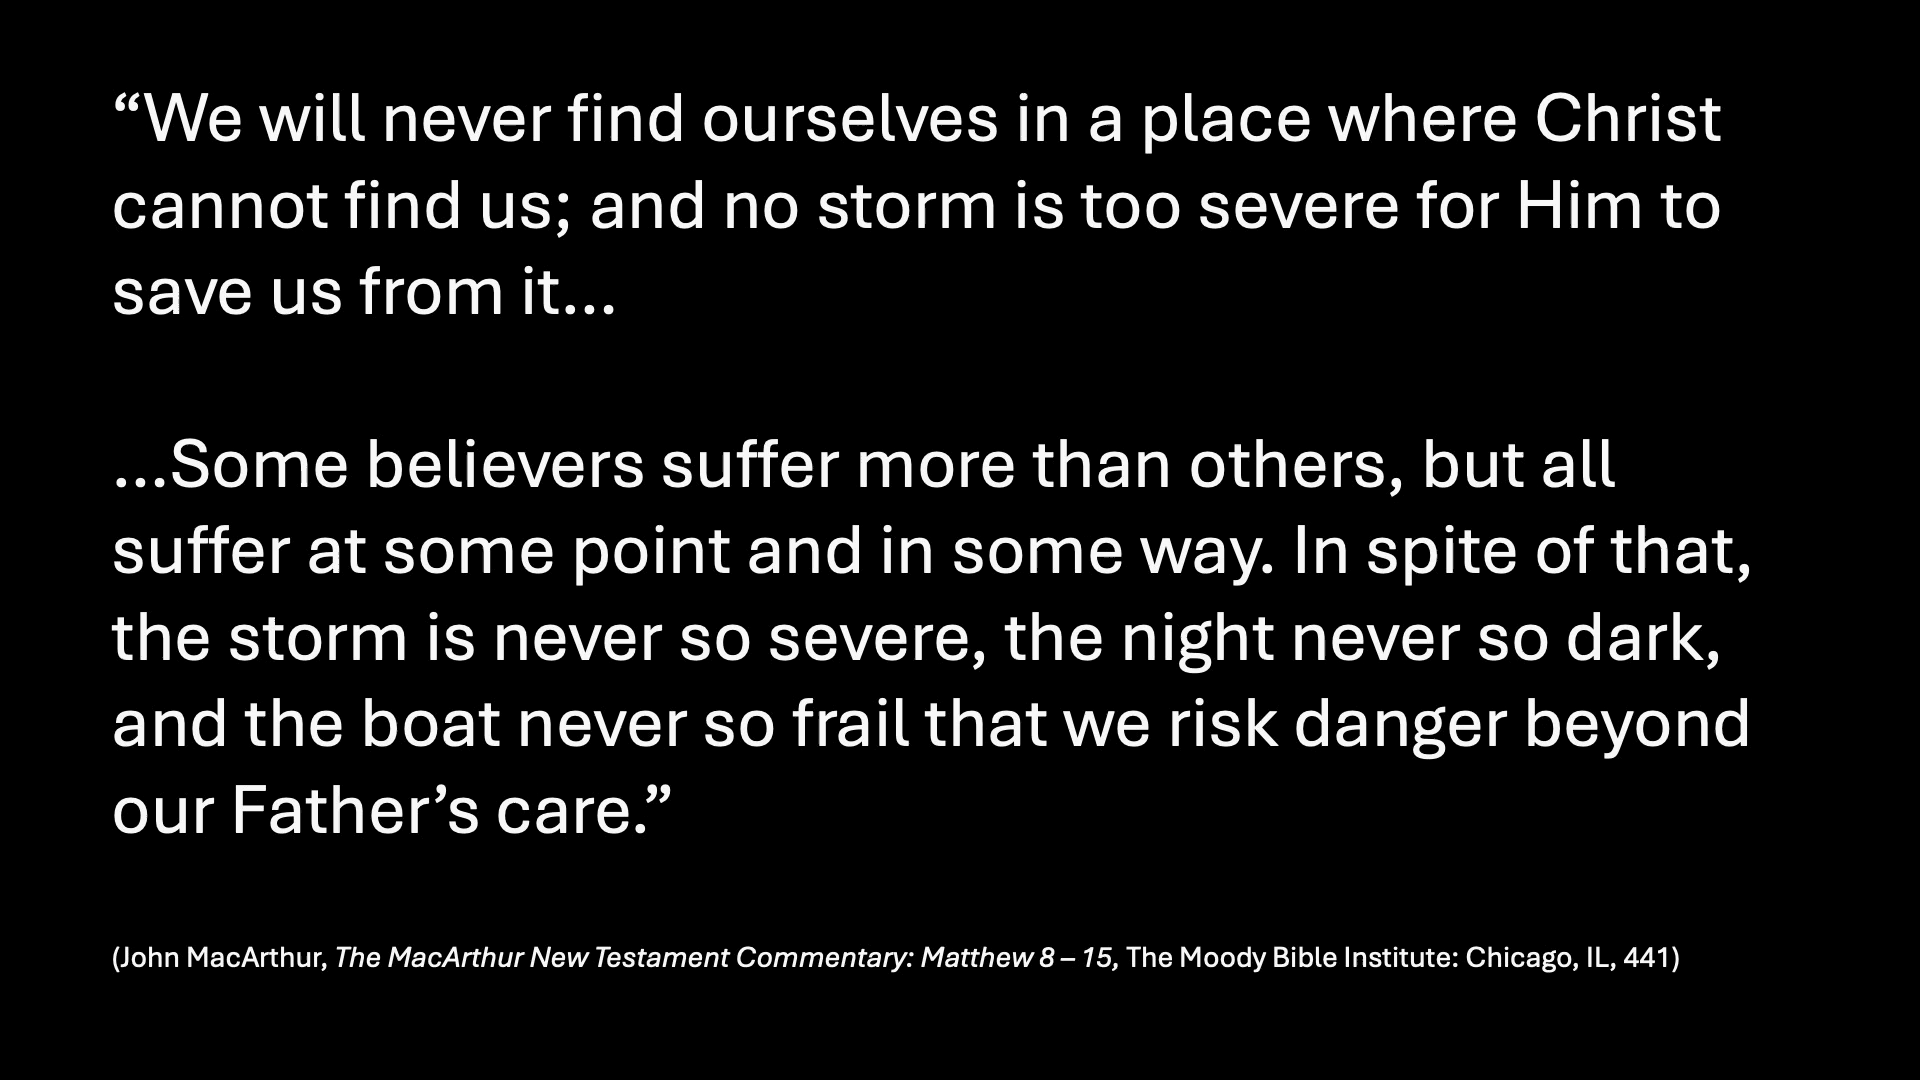 “We will never find ourselves in a place where Christ
cannot find us; and no storm is too severe for Him to
save us from it…
…Some believers suffer more than others, but all
suffer at some point and in some way. In spite of that,
the storm is never so severe, the night never so dark,
and the boat never so frail that we risk danger beyond
our Father’s care.”
(John MacArthur, The MacArthur New Testament Commentary: Matthew 8 – 15, The Moody Bible Institute: Chicago, IL, 441)